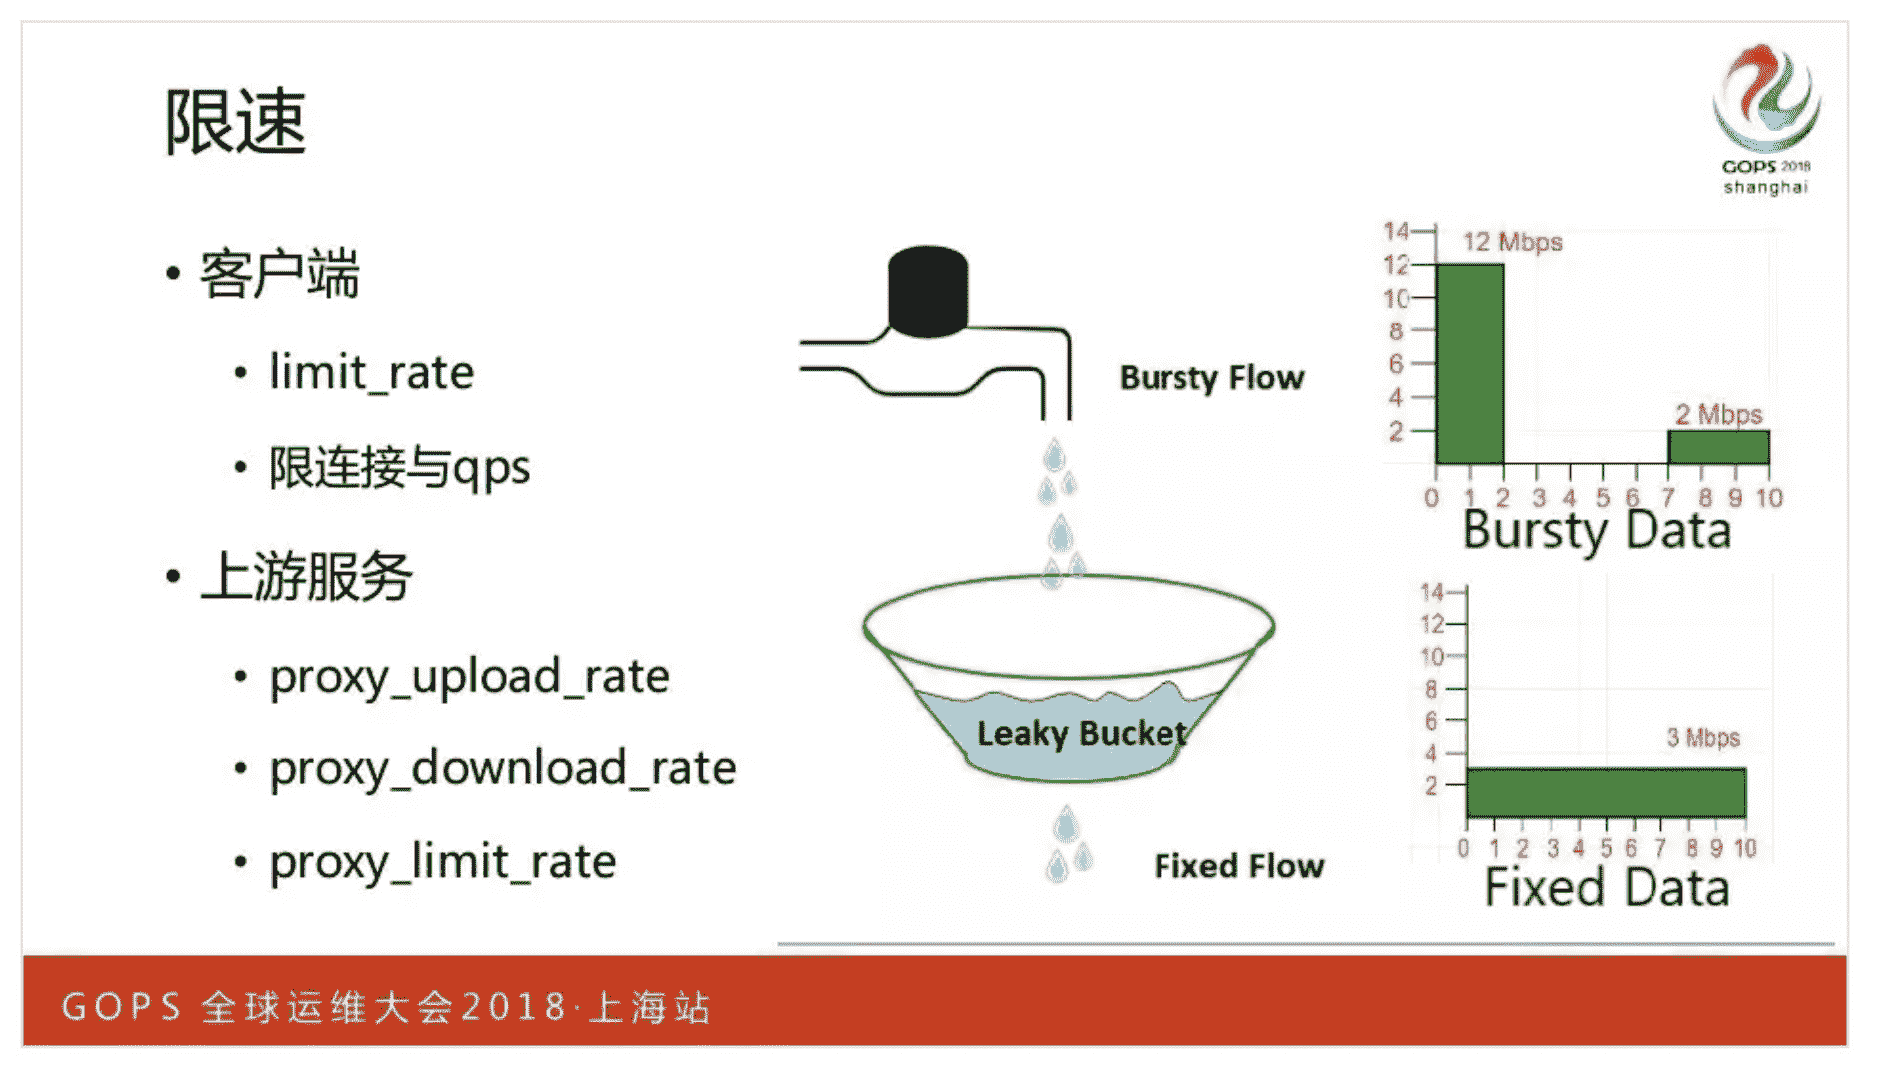 限速
GOPS 2018
shanghai
• 客户端
• limit_rate
• 限连接与qps
• 上游服务
• proxy_upload_rate
• proxy_download_rate
• proxy_limit_rate
Bursty Flow
Leaky Bucket
Fixed Flow
14
12
10
8
6
4
2
12 Mbps
2 Mbps
0 1 2 3 4 5 6 7 8 9 10
Bursty Data
14
12
10
8
6
4
2
3 Mbps
0 1 2 3 4 5 6 7 8 9 10
Fixed Data
GOPS 全球运维大会2018·上海站